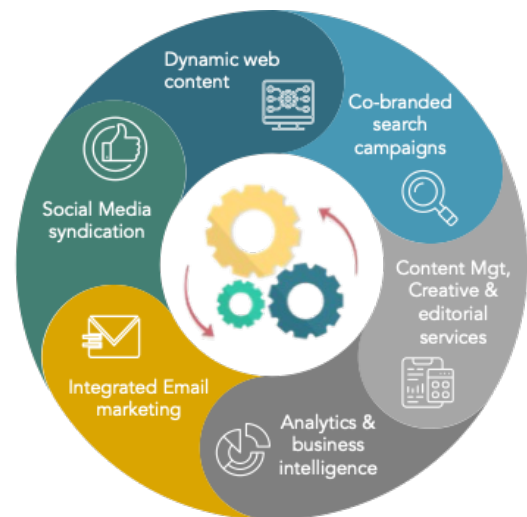 Dynamic web
content
Co-branded
search
campaigns
Content Mgt,
Creative &
editorial
services
Analytics &
business
intelligence
Integrated Email
marketing
Social Media
syndication